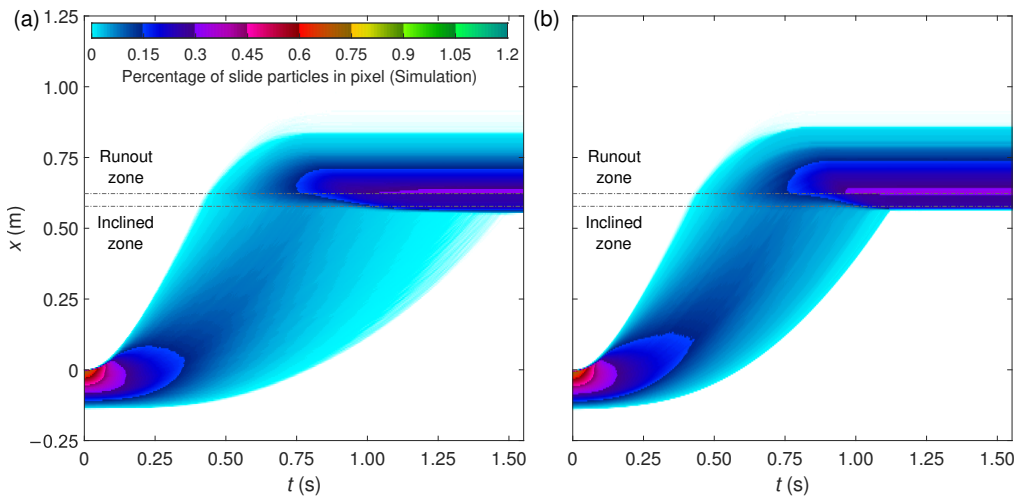 (a)
(b)
1.25
1.00
0.75
0.50
0.25
0
−0.25
x (m)
0 0.15 0.3 0.45 0.6 0.75 0.9 1.05 1.2
Percentage of slide particles in pixel (Simulation)
Runout
zone
Inclined
zone
Runout
zone
Inclined
zone
0 0.25 0.50 0.75 1.00 1.25 1.50
t (s)
0 0.25 0.50 0.75 1.00 1.25 1.50
t (s)